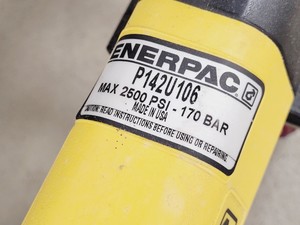 ENERPAC
P142U106
MAX 2500 PSI - 170 BAR
MADE IN USA
CAUTION: READ INSTRUCTIONS BEFORE USING OR REPAIRING